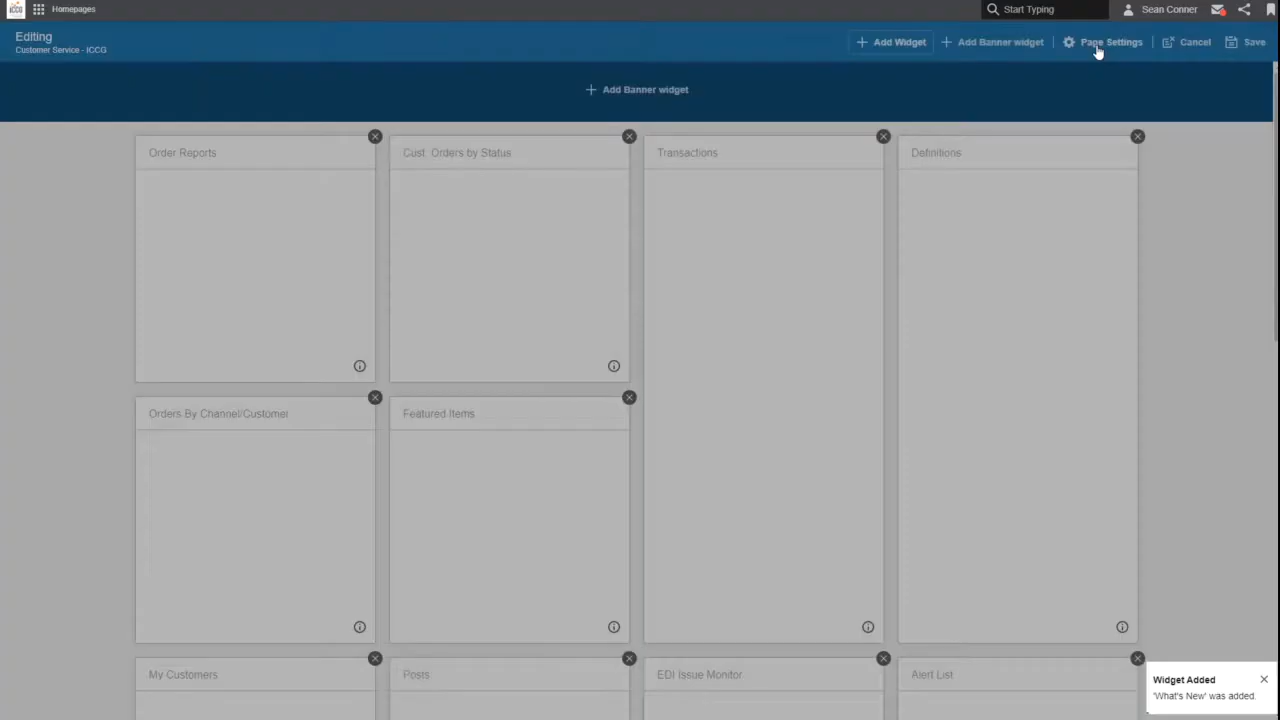 ICCG
Homepages
Start Typing
Sean Conner
Editing
Customer Service - ICCG
Add Widget
Add Banner widget
Page Settings
Cancel
Save
Add Banner widget
Order Reports
Cust Orders by Status
Transactions
Definitions
Orders By Channel/Customer
Featured Items
My Customers
Posts
EDI Issue Monitor
Alert List
Widget Added
'What's New' was added.